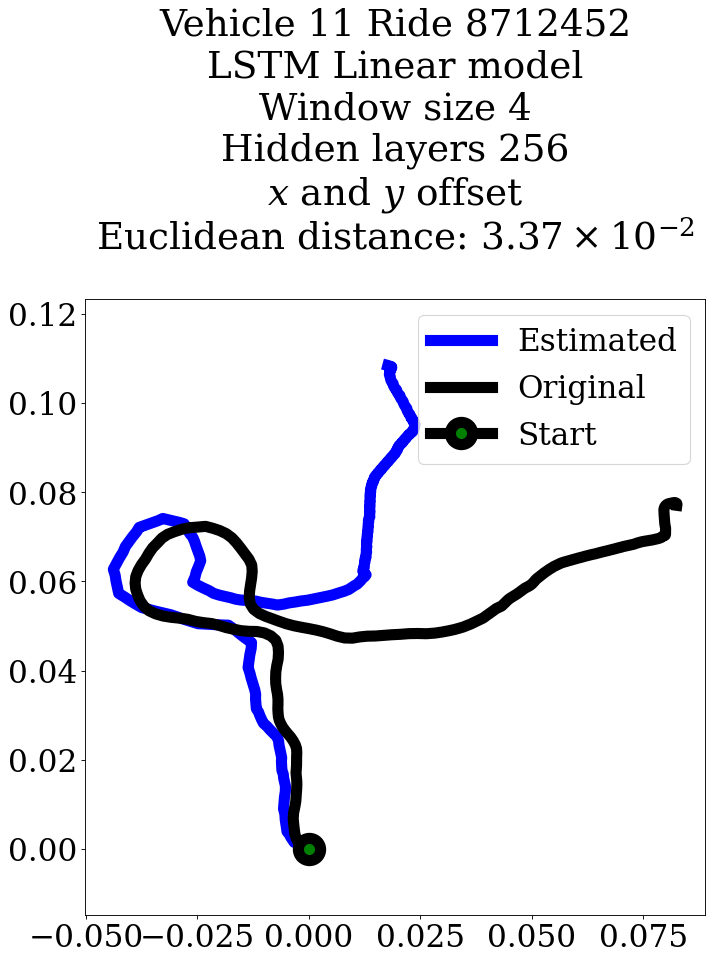 Vehicle 11 Ride 8712452
LSTM Linear model
Window size 4
Hidden layers 256
x and y offset
Euclidean distance: 3.37 × 10⁻²
0.12
0.10
0.08
0.06
0.04
0.02
0.00
Estimated
Original
Start
−0.050 −0.025 0.000 0.025 0.050 0.075